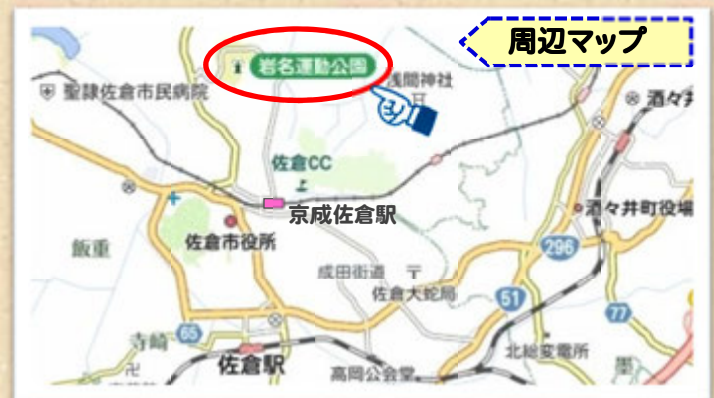 周辺マップ
岩名運動公園
浅間神社
聖隷佐倉市民病院
酒々井
佐倉CC
京成佐倉駅
酒々井町役場
佐倉市役所
飯重
296
成田街道
佐倉大蛇局
51
77
65
寺崎
佐倉駅
高岡公会堂
北総変電所
墨